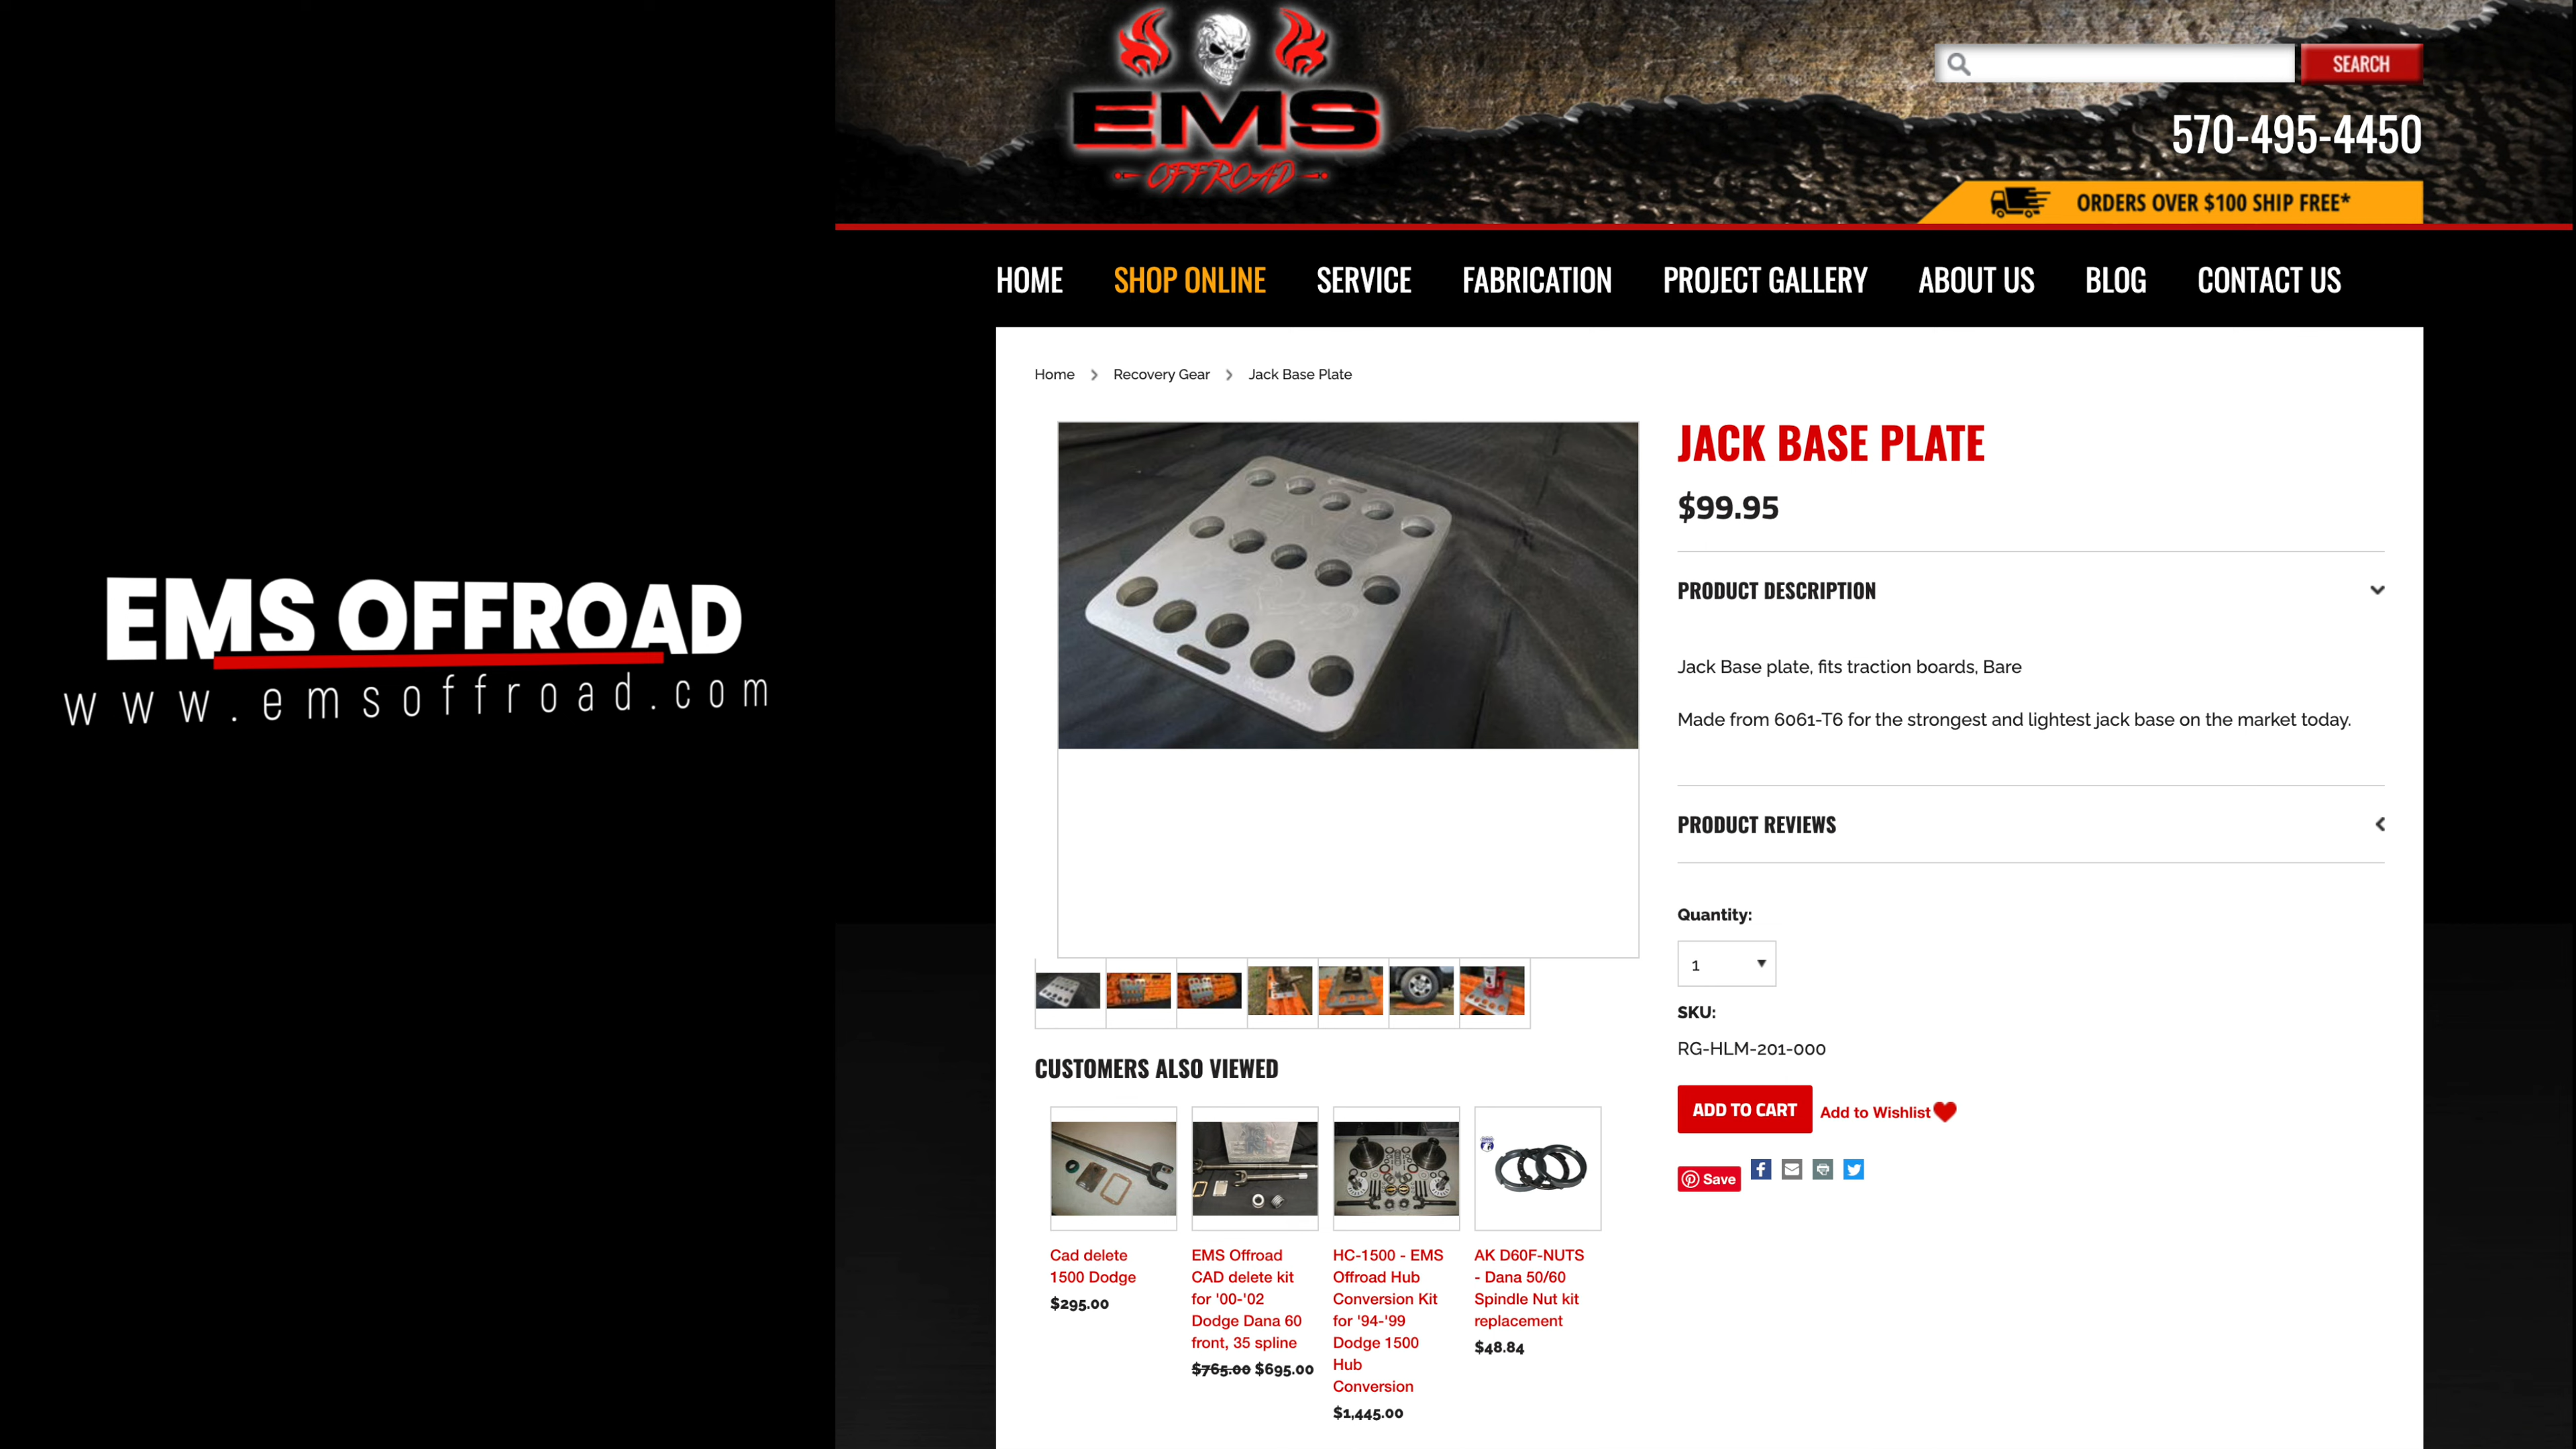 EMS OFFROAD
www.emsoffroad.com
EMS
OFFROAD
SEARCH
570-495-4450
ORDERS OVER $100 SHIP FREE*
HOME SHOP ONLINE SERVICE FABRICATION PROJECT GALLERY ABOUT US BLOG CONTACT US
Home Recovery Gear Jack Base Plate
EMS
JACK BASE PLATE
$99.95
PRODUCT DESCRIPTION
Jack Base plate, fits traction boards, Bare
Made from 6061-T6 for the strongest and lightest jack base on the market today.
PRODUCT REVIEWS
Quantity:
1
SKU:
RG-HLM-201-000
ADD TO CART Add to Wishlist
Save
CUSTOMERS ALSO VIEWED
Cad delete
1500 Dodge
$295.00
EMS Offroad
CAD delete kit
for '00-'02
Dodge Dana 60
front, 35 spline
$765.00 $695.00
HC-1500 - EMS
Offroad Hub
Conversion Kit
for '94-'99
Dodge 1500
Hub
Conversion
$1,445.00
AK D60F-NUTS
- Dana 50/60
Spindle Nut kit
replacement
$48.84